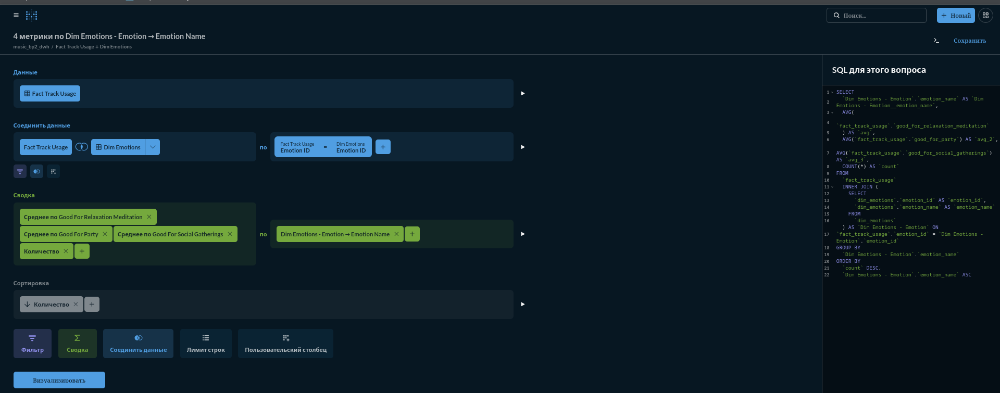 Поиск...
+ Новый
4 метрики по Dim Emotions - Emotion → Emotion Name
music_bp2_dwh / Fact Track Usage + Dim Emotions
Сохранить
Данные
Fact Track Usage
Соединить данные
Fact Track Usage
Dim Emotions
по
Fact Track Usage
Emotion ID
=
Dim Emotions
Emotion ID
+
Сводка
Среднее по Good For Relaxation Meditation
Среднее по Good For Party
Среднее по Good For Social Gatherings
Количество
+
по
Dim Emotions - Emotion → Emotion Name
+
Сортировка
↓ Количество
+
Фильтр
Сводка
Соединить данные
Лимит строк
Пользовательский столбец
Визуализировать
SQL для этого вопроса
1 SELECT
2 `Dim Emotions - Emotion`.`emotion_name` AS `Dim
Emotions - Emotion__emotion_name`,
3 AVG(
4
`fact_track_usage`.`good_for_relaxation_meditation`
5 ) AS `avg`,
6 AVG(`fact_track_usage`.`good_for_party`) AS `avg_2`,
7
AVG(`fact_track_usage`.`good_for_social_gatherings`)
AS `avg_3`,
8 COUNT(*) AS `count`
9 FROM
10 `fact_track_usage`
11 INNER JOIN (
12 SELECT
13 `dim_emotions`.`emotion_id` AS `emotion_id`,
14 `dim_emotions`.`emotion_name` AS `emotion_name`
15 FROM
16 `dim_emotions`
) AS `Dim Emotions - Emotion` ON
17 `fact_track_usage`.`emotion_id` = `Dim Emotions -
Emotion`.`emotion_id`
18 GROUP BY
19 `Dim Emotions - Emotion`.`emotion_name`
20 ORDER BY
21 `count` DESC,
22 `Dim Emotions - Emotion`.`emotion_name` ASC